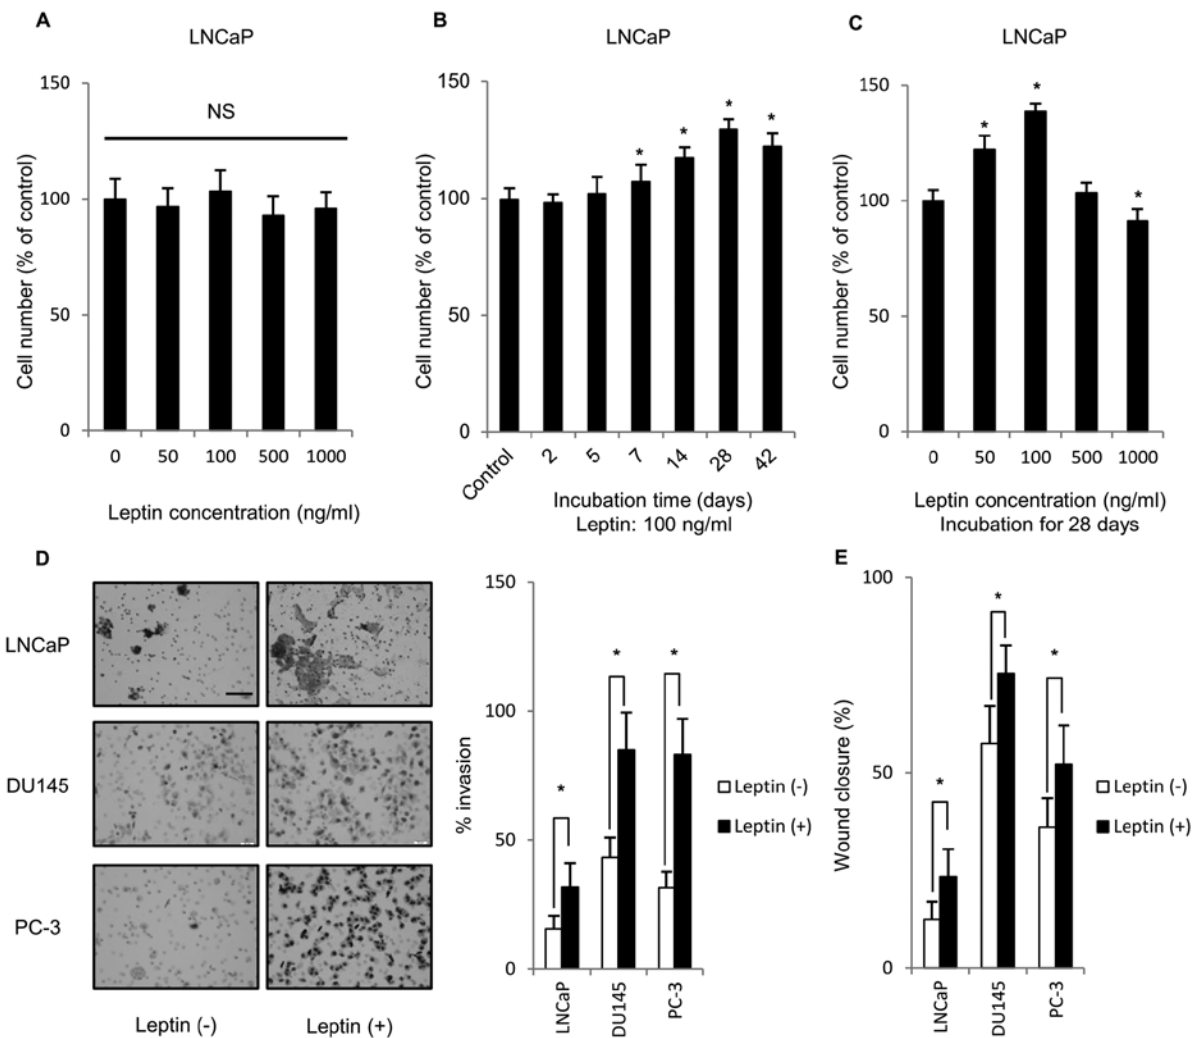 A
LNCaP
150
100
50
0
NS
Cell number (% of control)
0 50 100 500 1000
Leptin concentration (ng/ml)
B
LNCaP
150
100
50
0
* * * *
Cell number (% of control)
Control 2 5 7 14 28 42
Incubation time (days)
Leptin: 100 ng/ml
C
LNCaP
150
100
50
0
* * *
Cell number (% of control)
0 50 100 500 1000
Leptin concentration (ng/ml)
Incubation for 28 days
D
LNCaP
DU145
PC-3
Leptin (-) Leptin (+)
150
100
50
0
% invasion
* * *
LNCaP DU145 PC-3
Leptin (-)
Leptin (+)
E
100
50
0
Wound closure (%)
* * *
LNCaP DU145 PC-3
Leptin (-)
Leptin (+)